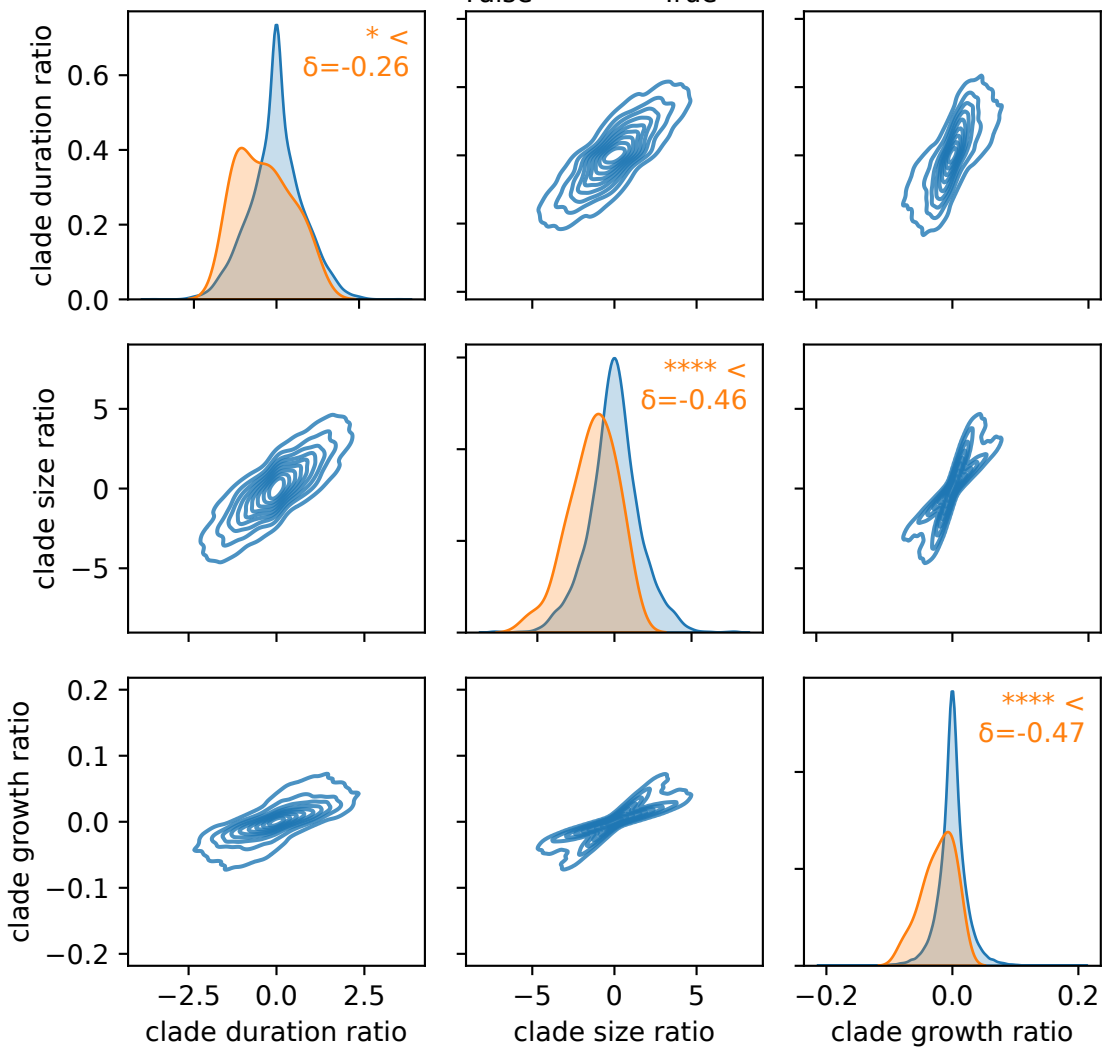 * <
δ=-0.26
clade duration ratio
0.6
0.4
0.2
0.0
**** <
δ=-0.46
clade size ratio
5
0
−5
**** <
δ=-0.47
clade growth ratio
0.2
0.1
0.0
−0.1
−0.2
−2.5 0.0 2.5 −5 0 5 −0.2 0.0 0.2
clade duration ratio clade size ratio clade growth ratio